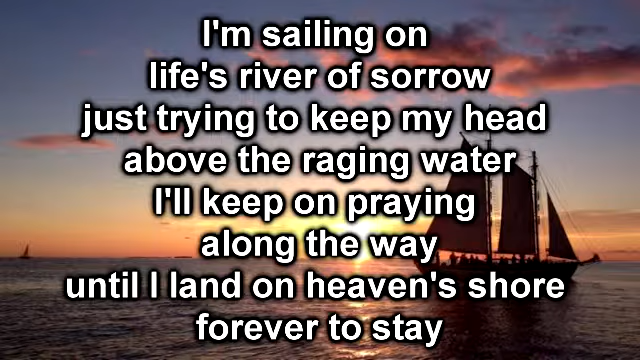 I'm sailing on
life's river of sorrow
just trying to keep my head
above the raging water
I'll keep on praying
along the way
until I land on heaven's shore
forever to stay